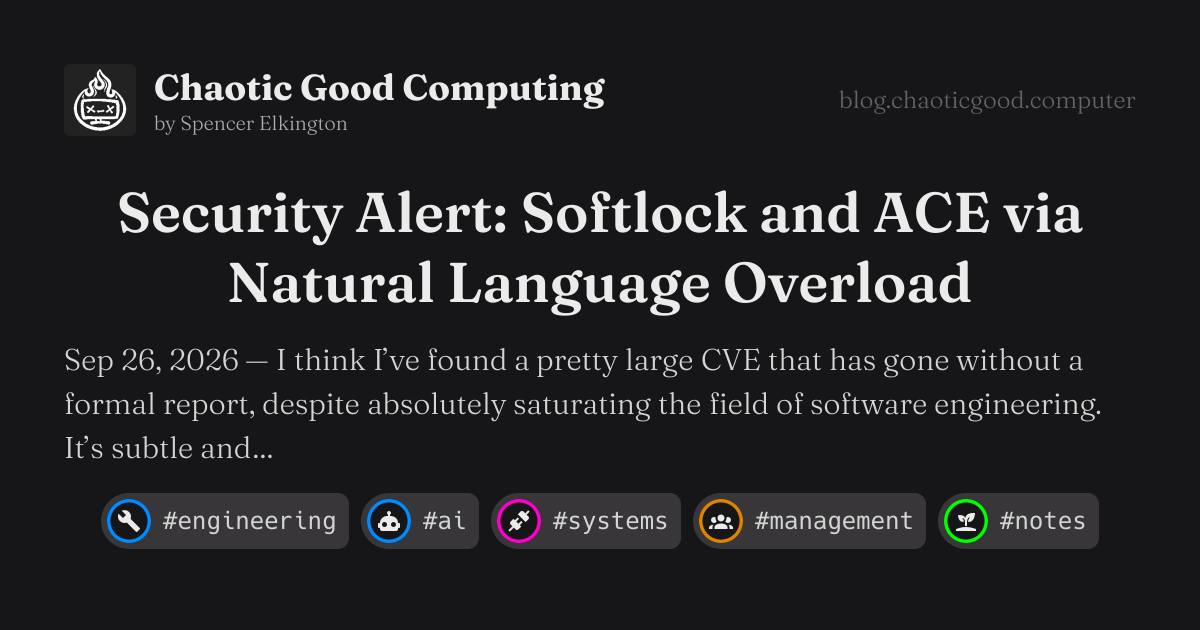 Chaotic Good Computing
by Spencer Elkington
blog.chaoticgood.computer
Security Alert: Softlock and ACE via
Natural Language Overload
Sep 26, 2026 — I think I’ve found a pretty large CVE that has gone without a
formal report, despite absolutely saturating the field of software engineering.
It’s subtle and...
#engineering #ai #systems #management #notes